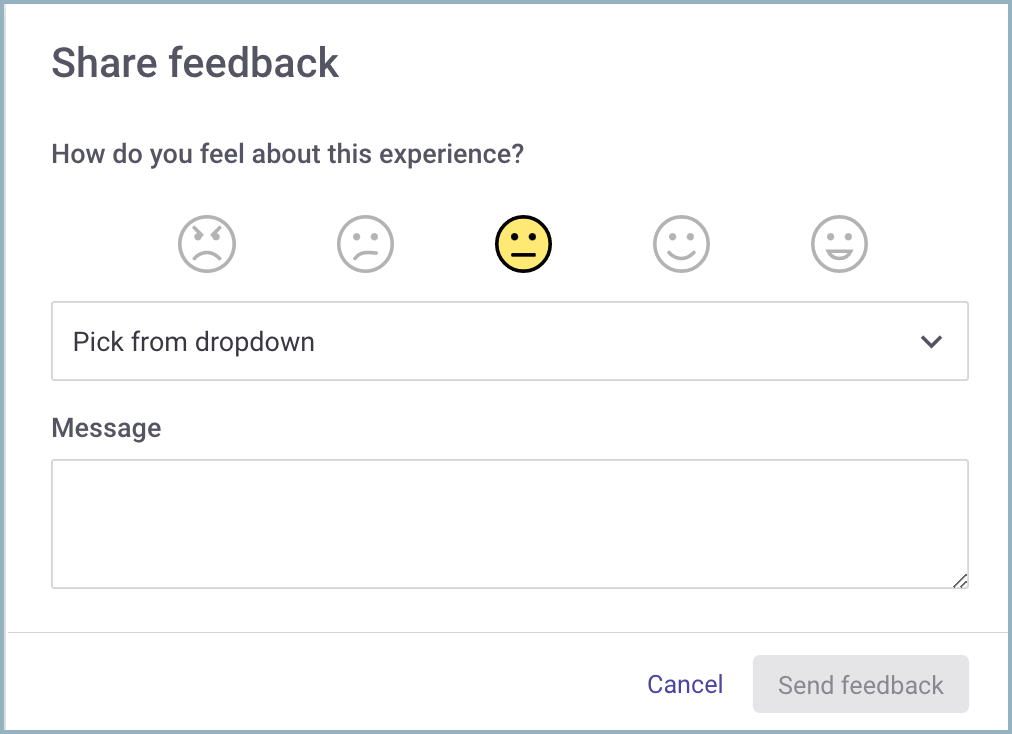 Share feedback
How do you feel about this experience?
Pick from dropdown
Message
Cancel
Send feedback